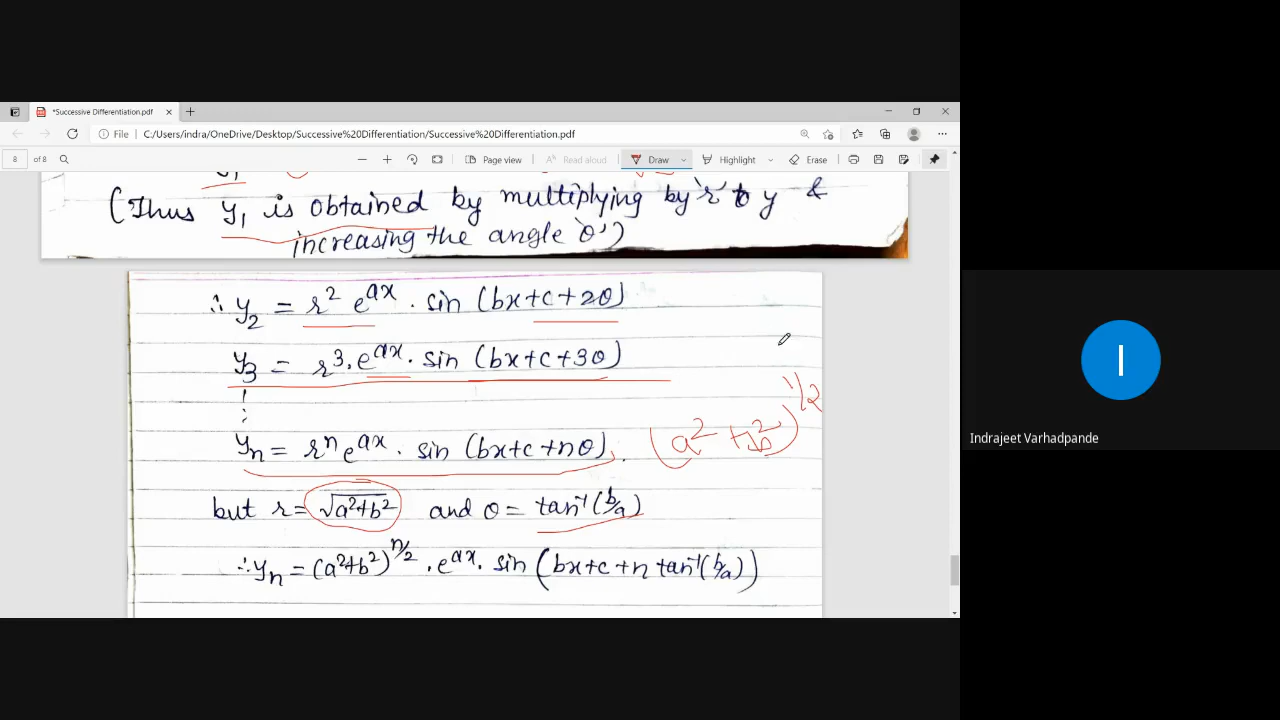 *Successive Differentiation.pdf
File C:/Users/indra/OneDrive/Desktop/Successive%20Differentiation/Successive%20Differentiation.pdf
8 of 8 Page view Read aloud Draw Highlight Erase
(Thus y₁ is obtained by multiplying by 'r' to y &
increasing the angle 'θ')
∴ y₂ = r² e^ax . sin (bx+c+2θ)
y₃ = r³. e^ax . sin (bx+c+3θ)
yₙ = rⁿ e^ax . sin (bx+c+nθ).
(a² + b²)^1/2
but r = √a²+b² and θ = tan⁻¹(b/a)
∴ yₙ = (a²+b²)^n/2 . e^ax . sin (bx+c+n tan⁻¹(b/a))
I
Indrajeet Varhadpande